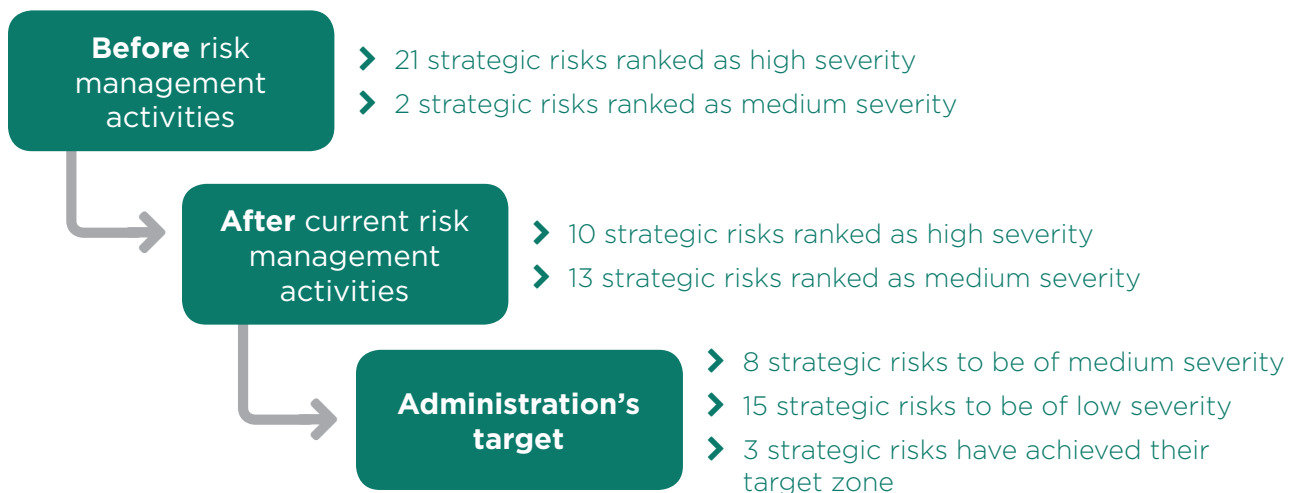 Before risk
management
activities
21 strategic risks ranked as high severity
2 strategic risks ranked as medium severity
After current risk
management
activities
10 strategic risks ranked as high severity
13 strategic risks ranked as medium severity
Administration's
target
8 strategic risks to be of medium severity
15 strategic risks to be of low severity
3 strategic risks have achieved their
target zone